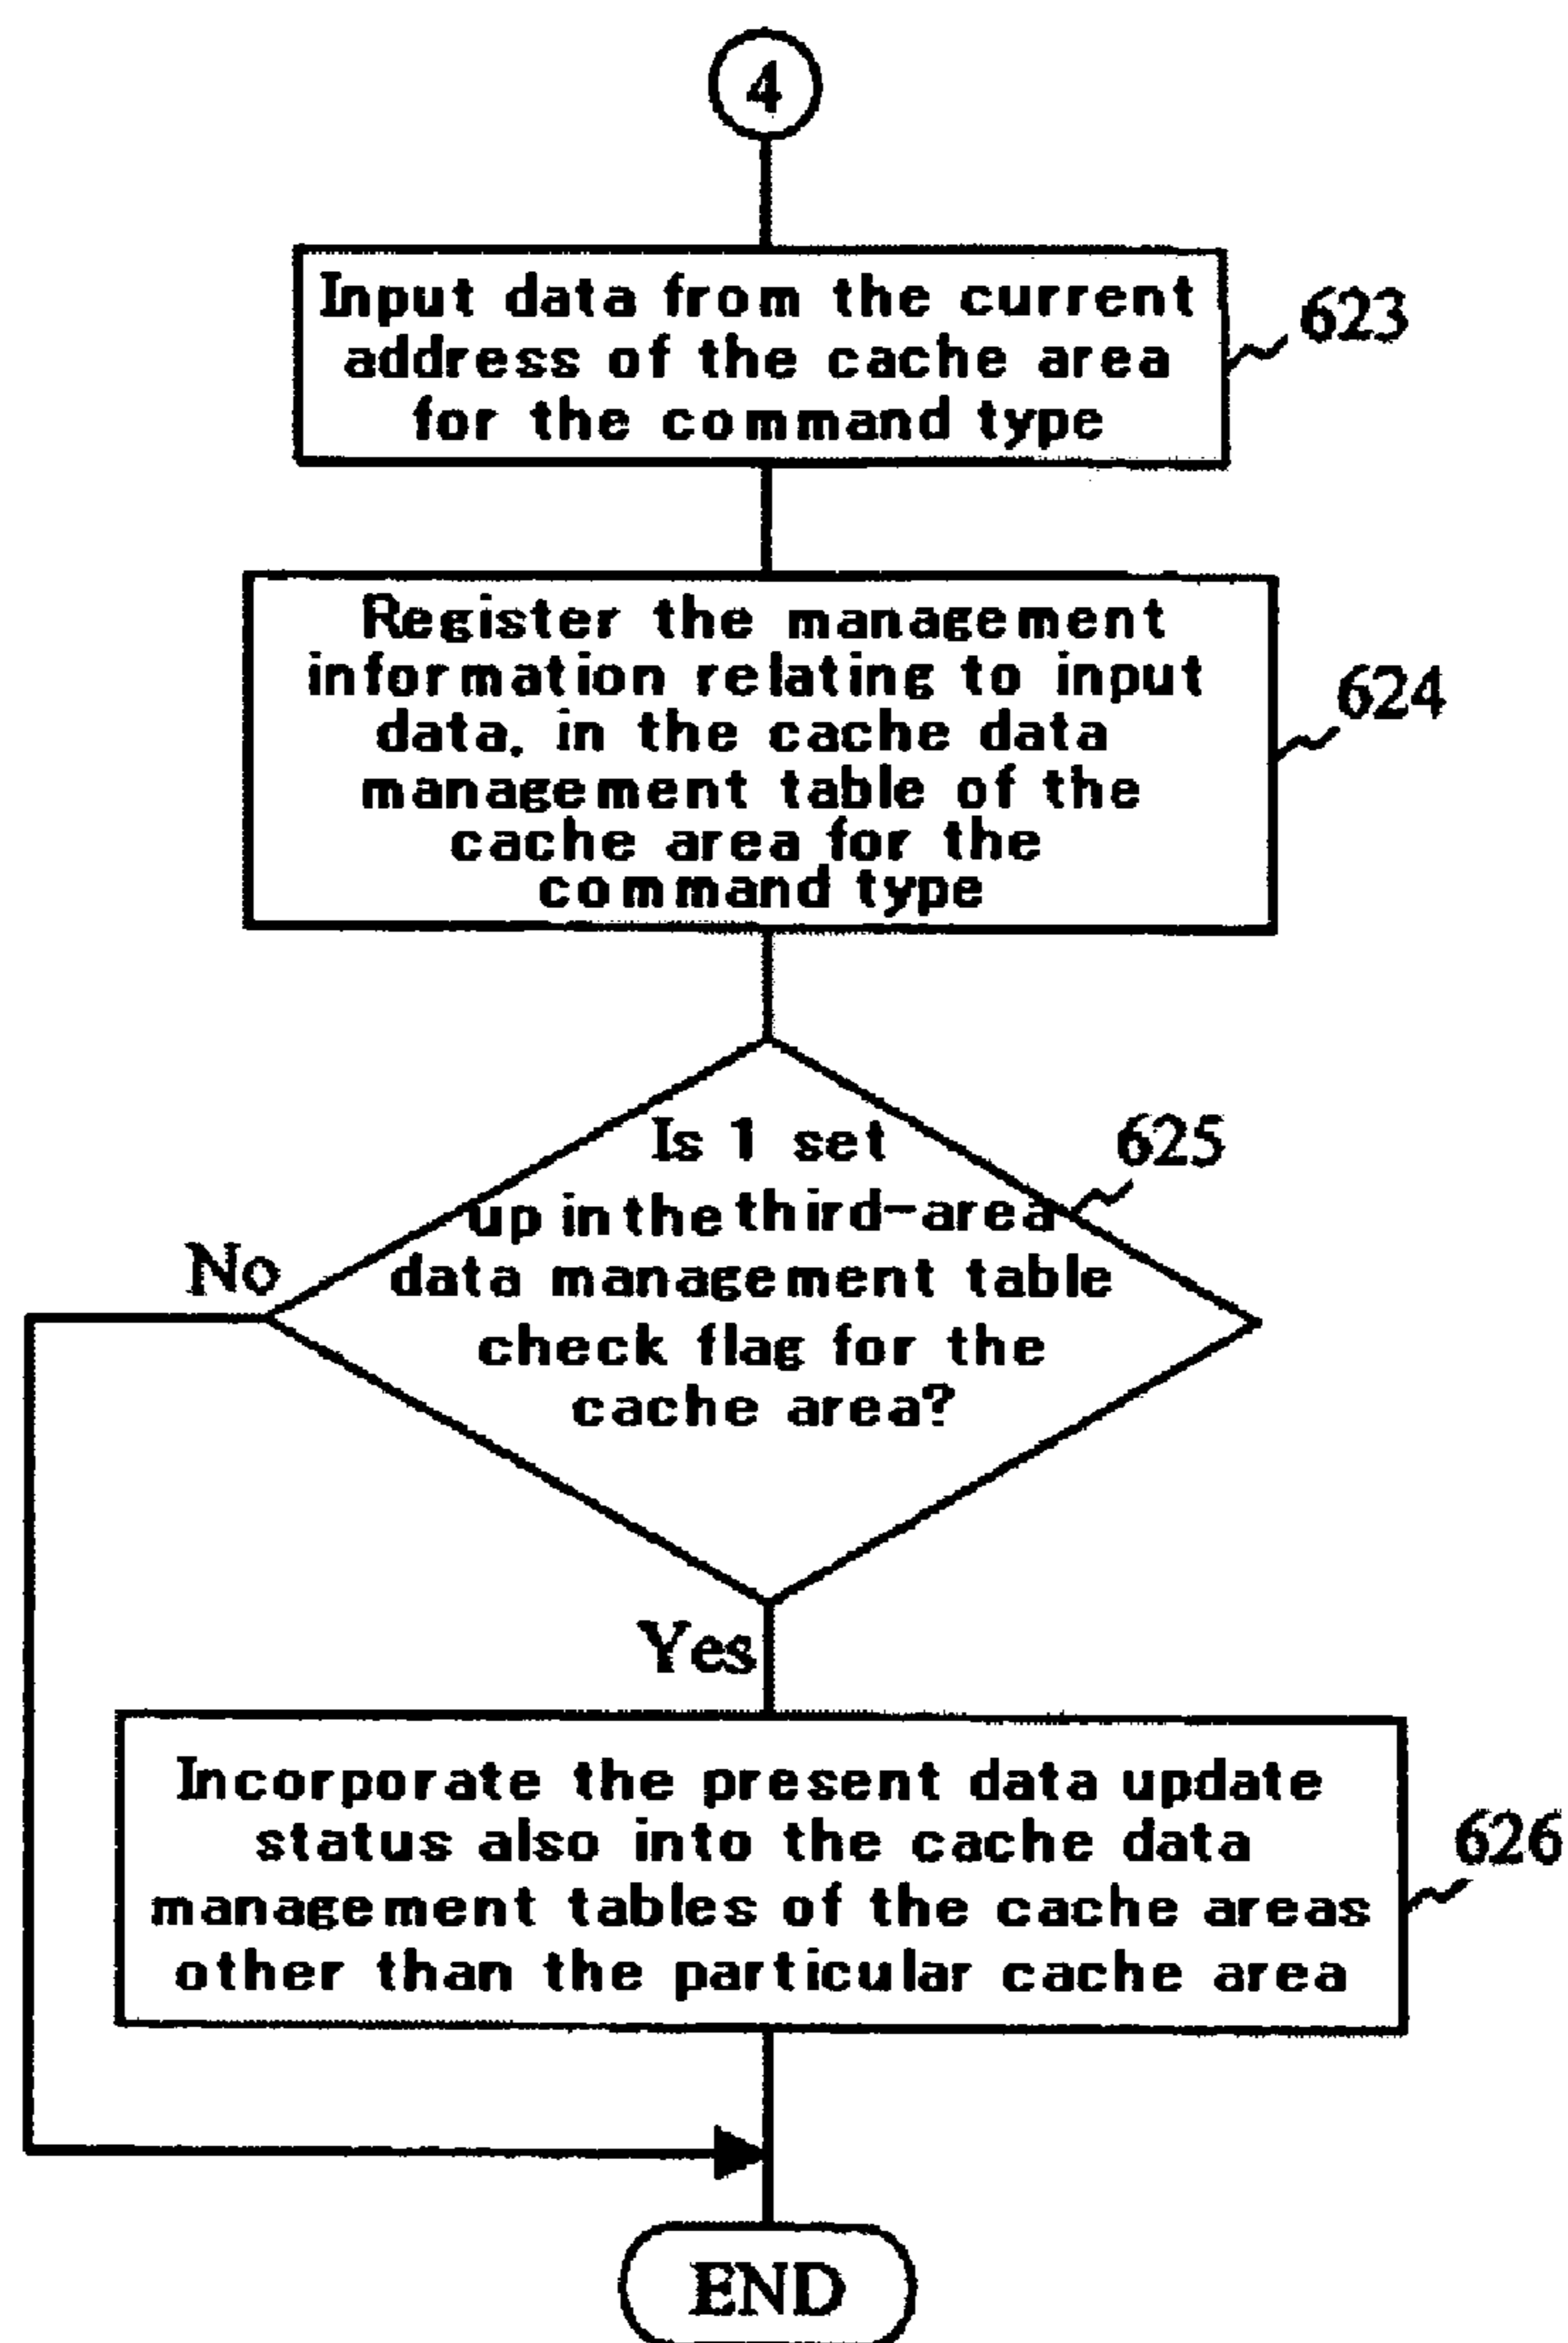 4
Input data from the current
address of the cache area
for the command type
623
Register the management
information relating to input
data, in the cache data
management table of the
cache area for the
command type
624
Is 1 set
up in the third-area
data management table
check flag for the
cache area?
625
No
Yes
Incorporate the present data update
status also into the cache data
management tables of the cache areas
other than the particular cache area
626
END